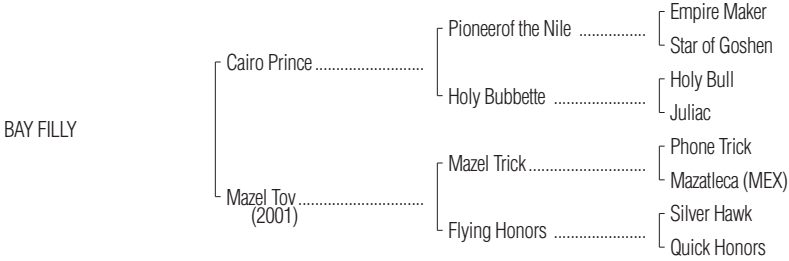 Empire Maker
Pioneerof the Nile ................
Star of Goshen
Cairo Prince ..........................
Holy Bull
Holy Bubbette ......................
Juliac
BAY FILLY
Phone Trick
Mazel Trick............................
Mazatleca (MEX)
Mazel Tov..............................
(2001)
Silver Hawk
Flying Honors ......................
Quick Honors